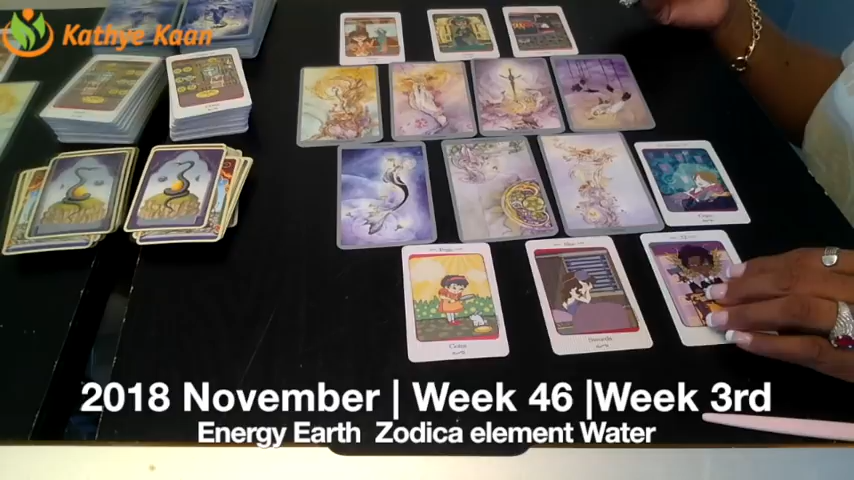 Kathye Kaan
2018 November | Week 46 |Week 3rd
Energy Earth Zodica element Water